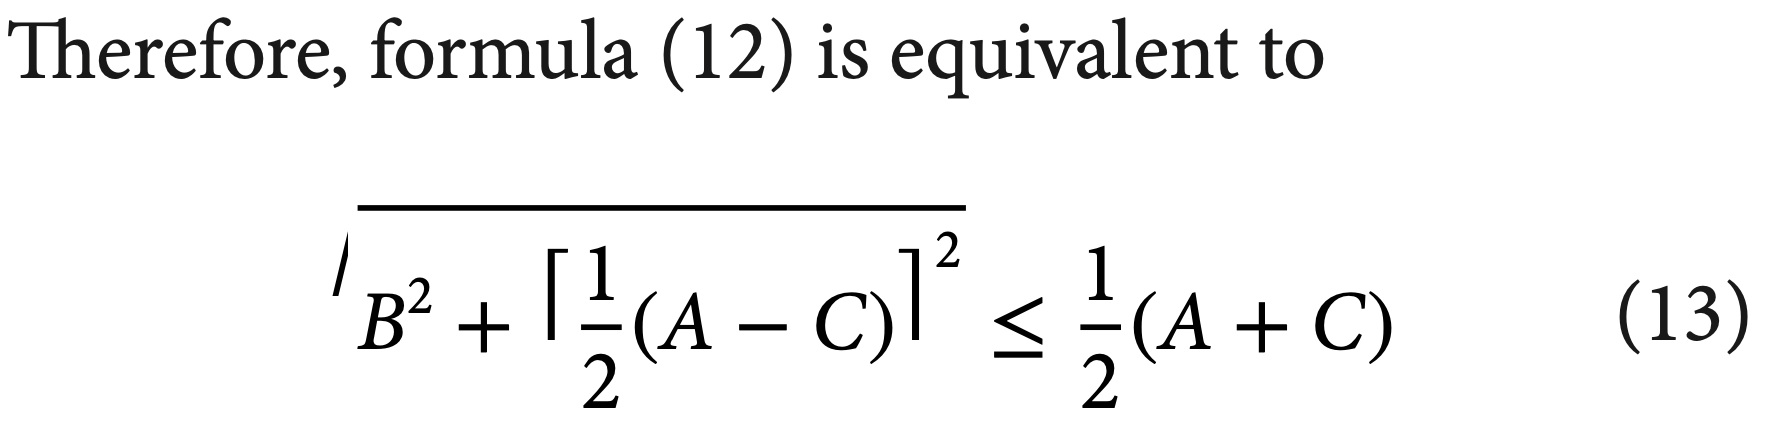 Therefore, formula (12) is equivalent to
√(B² + ⌈1/2(A − C)⌉²) ≤ 1/2(A + C) (13)